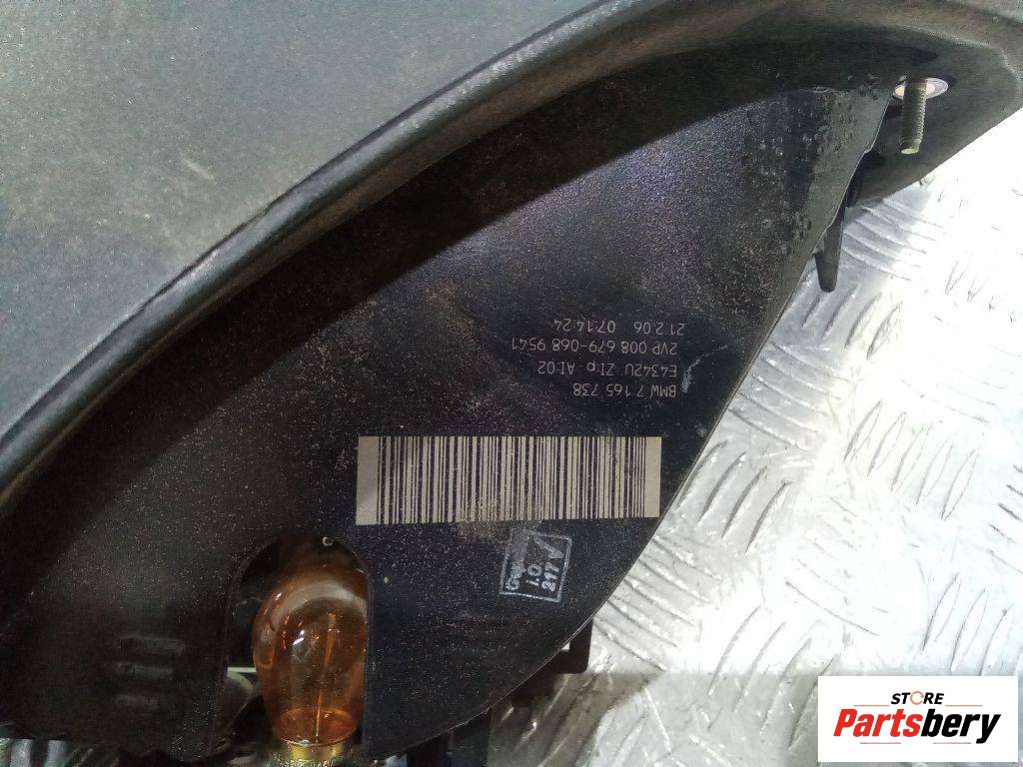 BMW 7 165 738
E4342U ZI:p AI:02
2VP 008 679-068 9541
21.2.06 07:14:24
i.O.
217
STORE
Partsbery